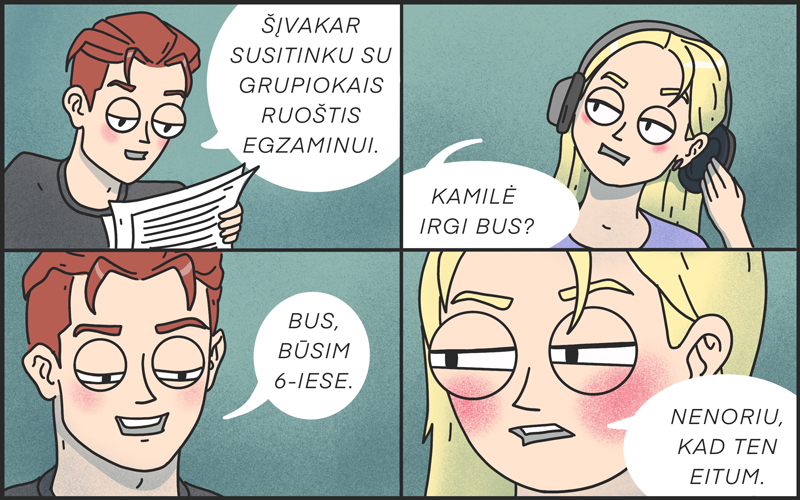 ŠĮVAKAR
SUSITINKU SU
GRUPIOKAIS
RUOŠTIS
EGZAMINUI.
KAMILĖ
IRGI BUS?
BUS,
BŪSIM
6-IESE.
NENORIU,
KAD TEN
EITUM.